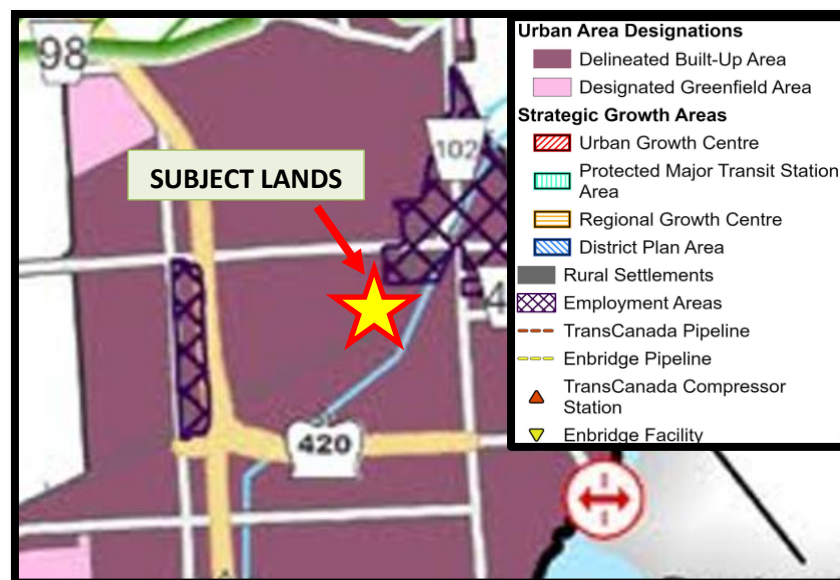 98
102
SUBJECT LANDS
4
420
Urban Area Designations
Delineated Built-Up Area
Designated Greenfield Area
Strategic Growth Areas
Urban Growth Centre
Protected Major Transit Station
Area
Regional Growth Centre
District Plan Area
Rural Settlements
Employment Areas
TransCanada Pipeline
Enbridge Pipeline
TransCanada Compressor
Station
Enbridge Facility